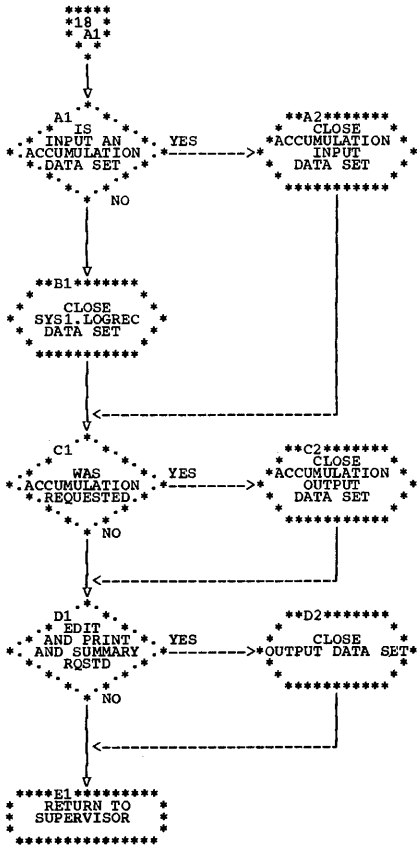 18
A1
A1
IS
INPUT AN
ACCUMULATION
DATA SET
YES
NO
A2
CLOSE
ACCUMULATION
INPUT
DATA SET
B1
CLOSE
SYS1.LOGREC
DATA SET
C1
WAS
ACCUMULATION
REQUESTED
YES
NO
C2
CLOSE
ACCUMULATION
OUTPUT
DATA SET
D1
EDIT
AND PRINT
AND SUMMARY
RQSTD
YES
NO
D2
CLOSE
OUTPUT DATA SET
E1
RETURN TO
SUPERVISOR